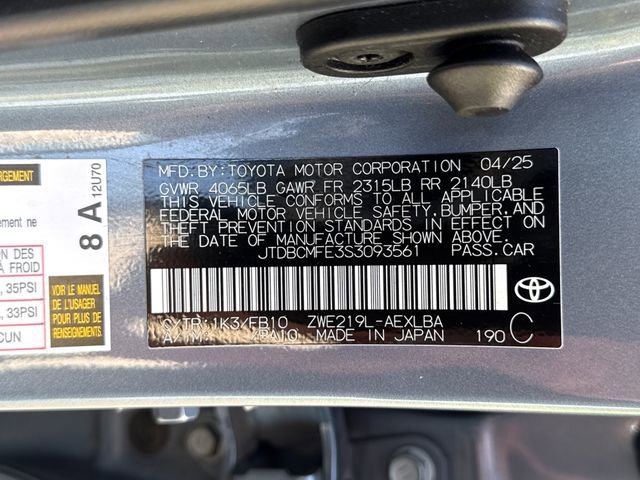 MFD. BY: TOYOTA MOTOR CORPORATION 04/25
GVWR 4065LB GAWR FR 2315LB RR 2140LB
THIS VEHICLE CONFORMS TO ALL APPLICABLE
FEDERAL MOTOR VEHICLE SAFETY, BUMPER, AND
THEFT PREVENTION STANDARDS IN EFFECT ON
THE DATE OF MANUFACTURE SHOWN ABOVE.
JTDBCMFE3S3093561 PASS. CAR
C/TR: 1K3/FB10 ZWE219L-AEXLBA
MADE IN JAPAN 190 C
8 A 12U70
ement ne
ON DES
À FROID
, 35PSI
, 33PSI
CUN
VOIR LE MANUEL
DE L'USAGER
POUR PLUS DE
RENSEIGNEMENTS